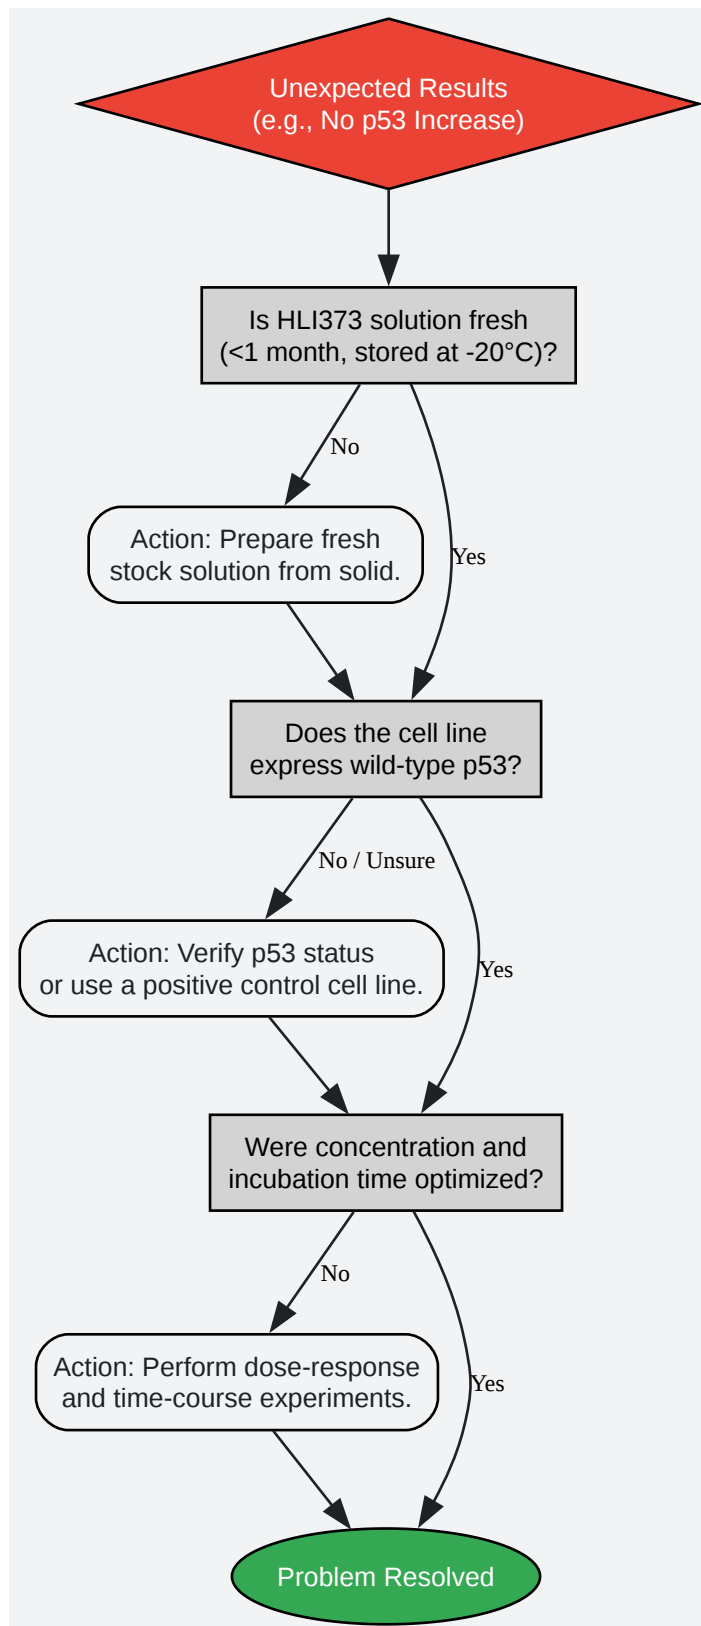 Unexpected Results
(e.g., No p53 Increase)
Is HLI373 solution fresh
(<1 month, stored at -20°C)?
No
Action: Prepare fresh
stock solution from solid.
Yes
Does the cell line
express wild-type p53?
No / Unsure
Action: Verify p53 status
or use a positive control cell line.
Yes
Were concentration and
incubation time optimized?
No
Action: Perform dose-response
and time-course experiments.
Yes
Problem Resolved